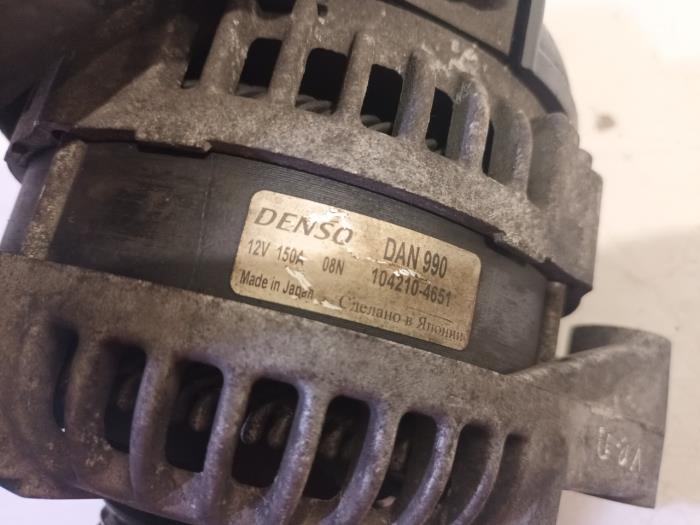 DENSO DAN 990
12V 150A 08N 104210-4651
Made in Japan Сделано в Японии